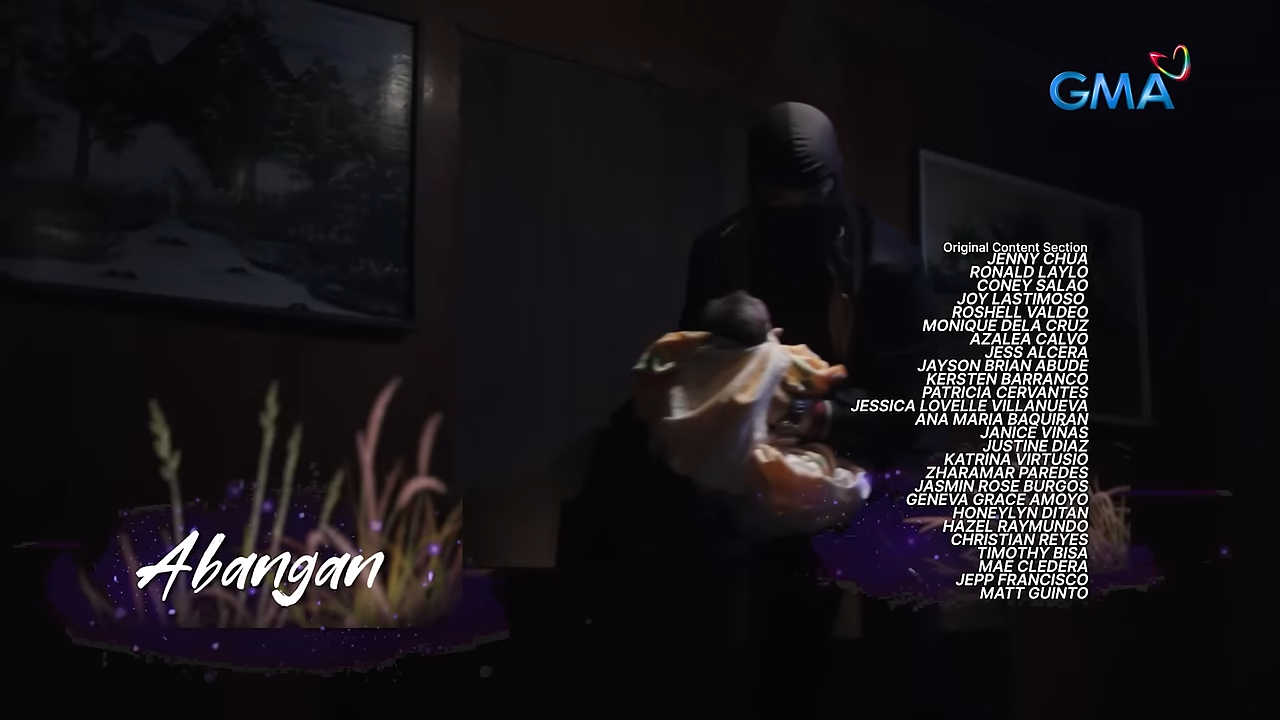 GMA
Original Content Section
JENNY CHUA
RONALD LAYLO
CONEY SALAO
JOY LASTIMOSO
ROSHELL VALDEO
MONIQUE DELA CRUZ
AZALEA CALVO
JESS ALCERA
JAYSON BRIAN ABUDE
KERSTEN BARRANCO
PATRICIA CERVANTES
JESSICA LOVELLE VILLANUEVA
ANA MARIA BAQUIRAN
JANICE VIÑAS
JUSTINE DIAZ
KATRINA VIRTUSIO
ZHARAMAR PAREDES
JASMIN ROSE BURGOS
GENEVA GRACE AMOYO
HONEYLYN DITAN
HAZEL RAYMUNDO
CHRISTIAN REYES
TIMOTHY BISA
MAE CLEDERA
JEPP FRANCISCO
MATT GUINTO
Abangan